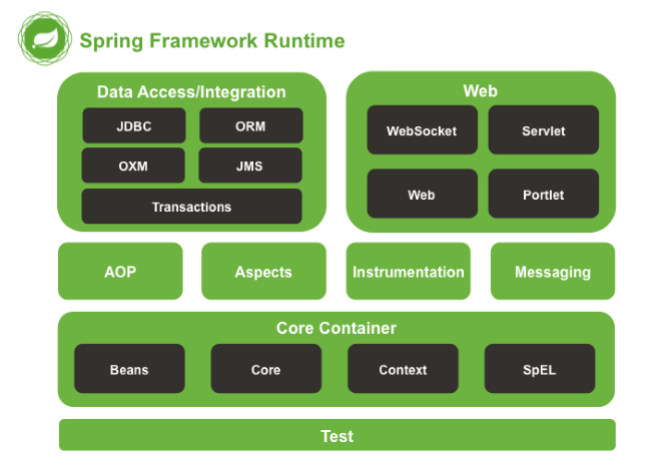 Spring Framework Runtime
Data Access/Integration
JDBC ORM
OXM JMS
Transactions
Web
WebSocket Servlet
Web Portlet
AOP Aspects Instrumentation Messaging
Core Container
Beans Core Context SpEL
Test